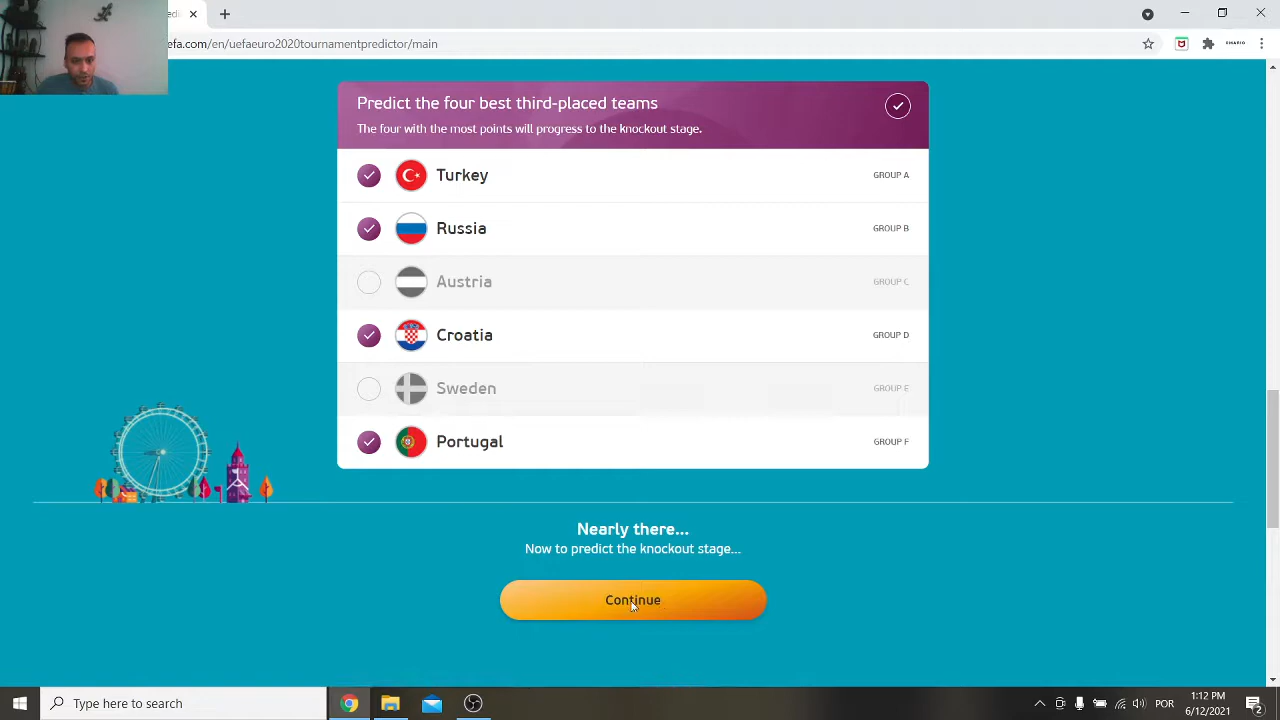 efa.com/en/uefaeuro2020tournamentpredictor/main
Predict the four best third-placed teams
The four with the most points will progress to the knockout stage.
Turkey GROUP A
Russia GROUP B
Austria GROUP C
Croatia GROUP D
Sweden GROUP E
Portugal GROUP F
Nearly there...
Now to predict the knockout stage...
Continue
Type here to search
POR
1:12 PM
6/12/2021
2